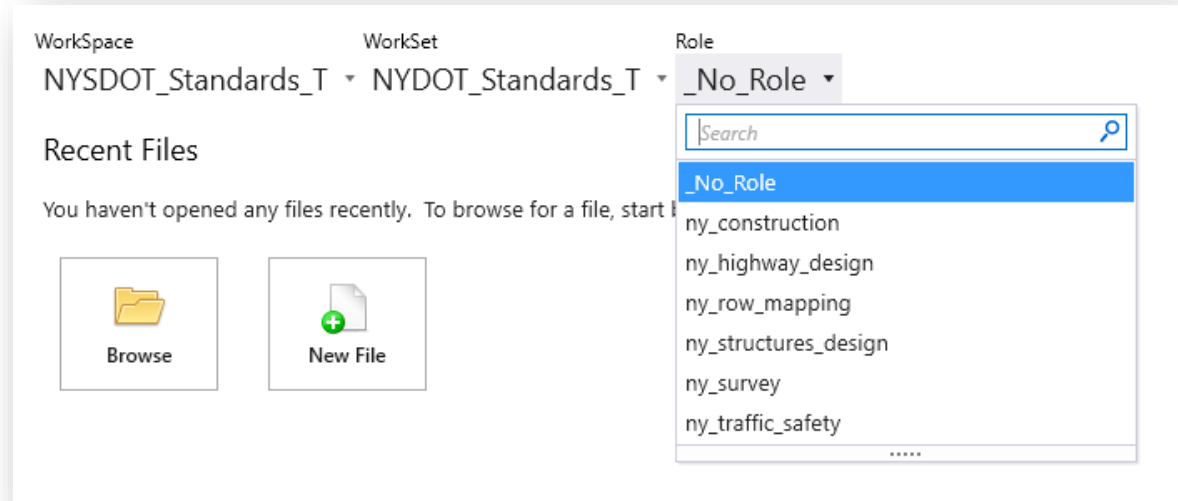 WorkSpace WorkSet Role
NYSDOT_Standards_T NYDOT_Standards_T _No_Role
Search
Recent Files
_No_Role
You haven't opened any files recently. To browse for a file, start
ny_construction
ny_highway_design
ny_row_mapping
ny_structures_design
ny_survey
ny_traffic_safety
Browse New File